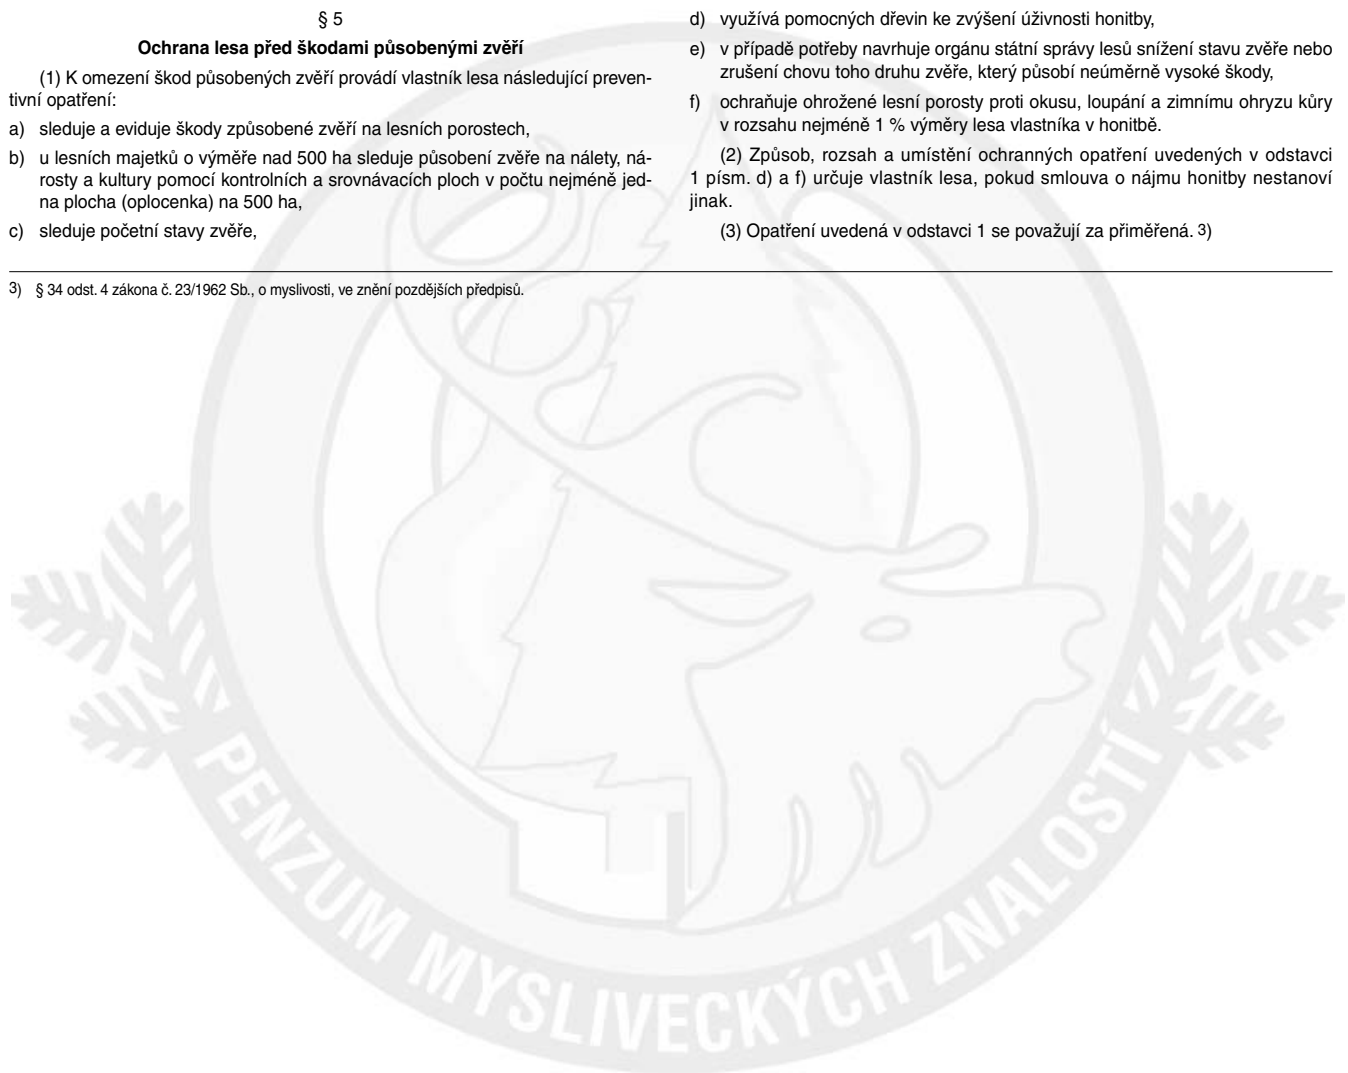 § 5
Ochrana lesa před škodami působenými zvěří
(1) K omezení škod působených zvěří provádí vlastník lesa následující preven-
tivní opatření:
a) sleduje a eviduje škody způsobené zvěří na lesních porostech,
b) u lesních majetků o výměře nad 500 ha sleduje působení zvěře na nálety, ná-
rosty a kultury pomocí kontrolních a srovnávacích ploch v počtu nejméně jed-
na plocha (oplocenka) na 500 ha,
c) sleduje početní stavy zvěře,
d) využívá pomocných dřevin ke zvýšení úživnosti honitby,
e) v případě potřeby navrhuje orgánu státní správy lesů snížení stavu zvěře nebo
zrušení chovu toho druhu zvěře, který působí neúměrně vysoké škody,
f) ochraňuje ohrožené lesní porosty proti okusu, loupání a zimnímu ohryzu kůry
v rozsahu nejméně 1 % výměry lesa vlastníka v honitbě.
(2) Způsob, rozsah a umístění ochranných opatření uvedených v odstavci
1 písm. d) a f) určuje vlastník lesa, pokud smlouva o nájmu honitby nestanoví
jinak.
(3) Opatření uvedená v odstavci 1 se považují za přiměřená. 3)
3) § 34 odst. 4 zákona č. 23/1962 Sb., o myslivosti, ve znění pozdějších předpisů.
PENZUM MYSLIVECKÝCH ZNALOSTÍ